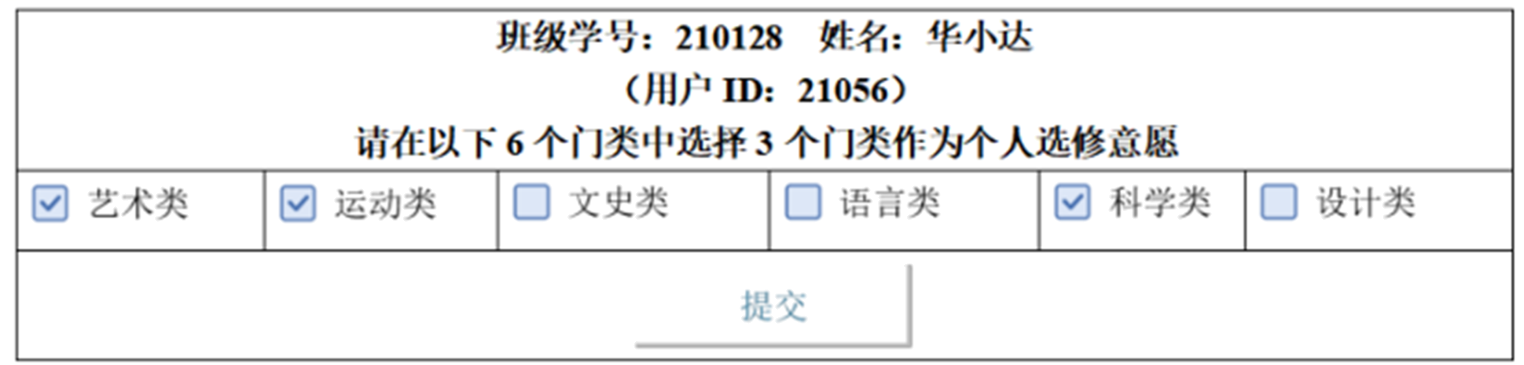 班级学号：210128 姓名：华小达
（用户 ID：21056）
请在以下 6 个门类中选择 3 个门类作为个人选修意愿
艺术类 运动类 文史类 语言类 科学类 设计类
提交